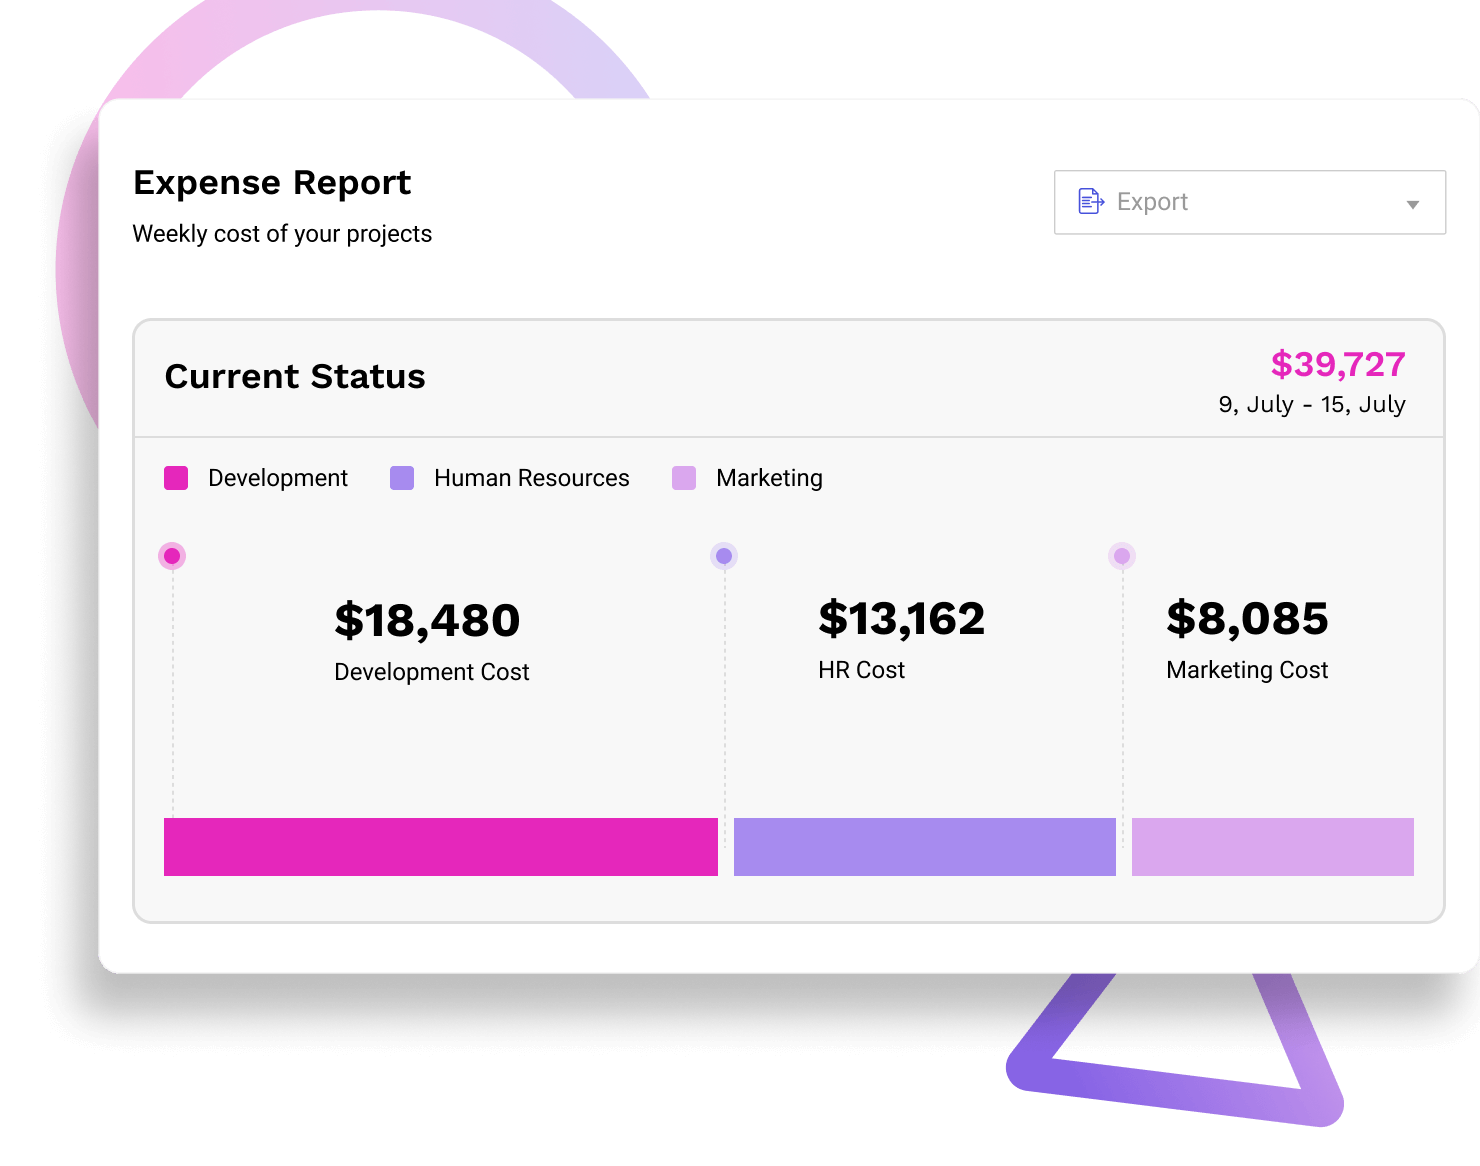 Expense Report
Weekly cost of your projects
Export
Current Status
$39,727
9, July - 15, July
Development
Human Resources
Marketing
$18,480
Development Cost
$13,162
HR Cost
$8,085
Marketing Cost